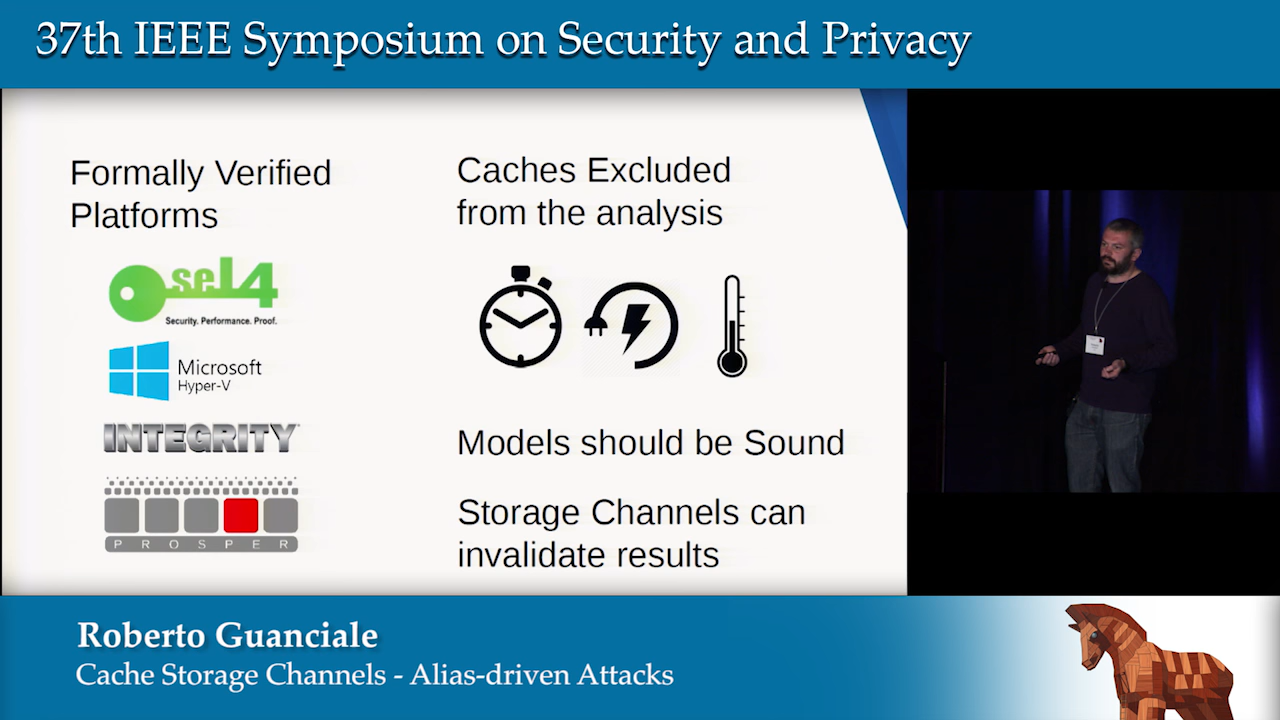 37th IEEE Symposium on Security and Privacy
Formally Verified
Platforms
seL4
Security. Performance. Proof.
Microsoft
Hyper-V
INTEGRITY
PROSPER
Caches Excluded
from the analysis
Models should be Sound
Storage Channels can
invalidate results
Roberto Guanciale
Cache Storage Channels - Alias-driven Attacks